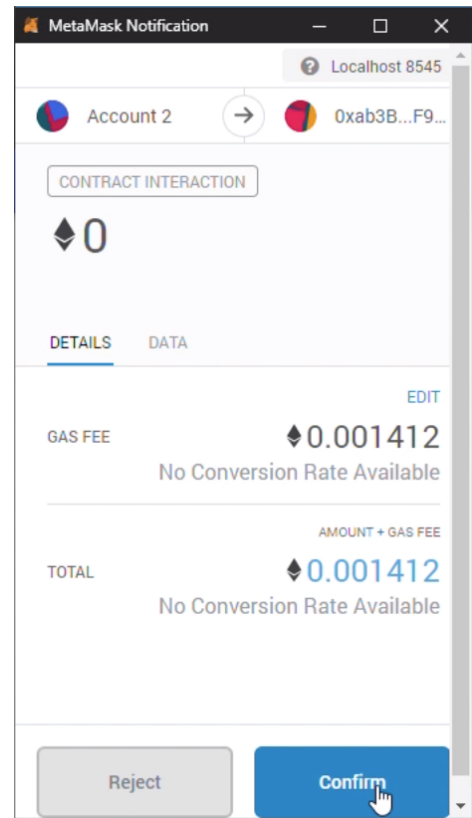 MetaMask Notification
Localhost 8545
Account 2
0xab3B...F9...
CONTRACT INTERACTION
0
DETAILS DATA
EDIT
GAS FEE 0.001412
No Conversion Rate Available
AMOUNT + GAS FEE
TOTAL 0.001412
No Conversion Rate Available
Reject Confirm